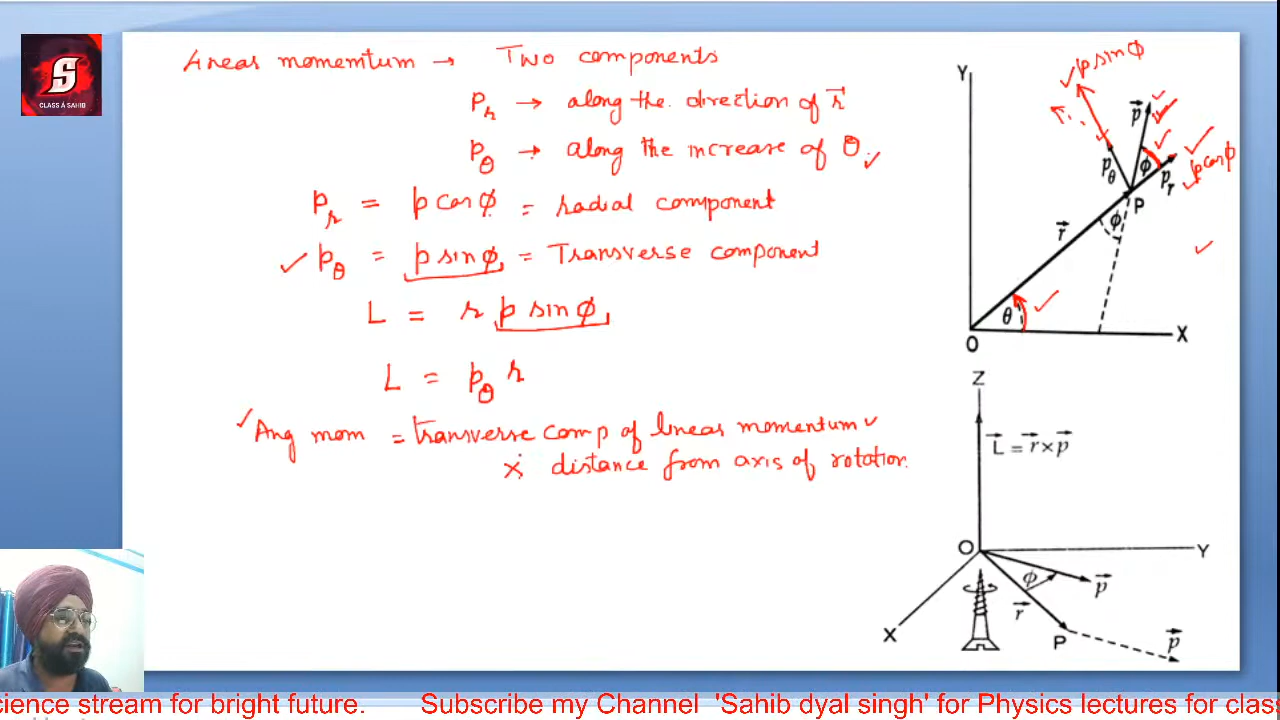 S
CLASS Á SAHIB
Linear momentum → Two components
pr → along the direction of r⃗
pθ → along the increase of θ
pr = p cos ϕ = radial component
pθ = p sin ϕ = Transverse component
L = r p sin ϕ
L = pθ r
Ang mom = transverse comp of linear momentum
× distance from axis of rotation
Y
p sin ϕ
p⃗
p cos ϕ
pθ
ϕ
pr
P
r⃗
ϕ
θ
O
X
Z
L⃗ = r⃗ × p⃗
O
Y
ϕ
p⃗
r⃗
X
P
p⃗
cience stream for bright future. Subscribe my Channel 'Sahib dyal singh' for Physics lectures for clas